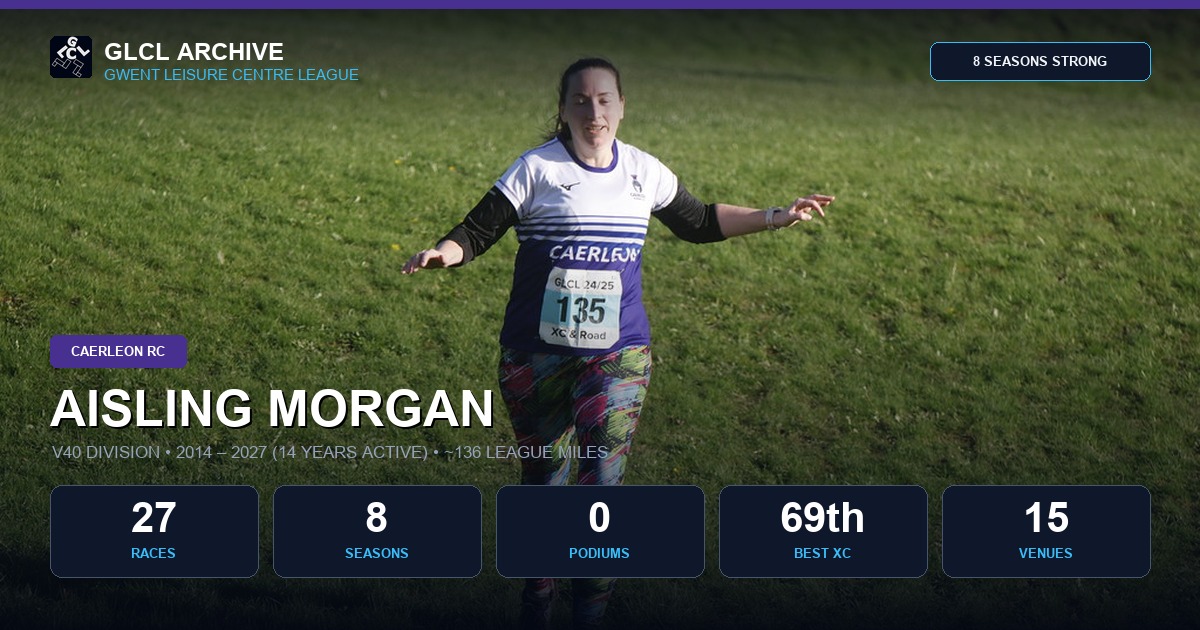 GLCL ARCHIVE
GWENT LEISURE CENTRE LEAGUE
8 SEASONS STRONG
CAERLEON
GLCL 24/25
135
XC & Road
CAERLEON RC
AISLING MORGAN
V40 DIVISION • 2014 – 2027 (14 YEARS ACTIVE) • ~136 LEAGUE MILES
27
RACES
8
SEASONS
0
PODIUMS
69th
BEST XC
15
VENUES